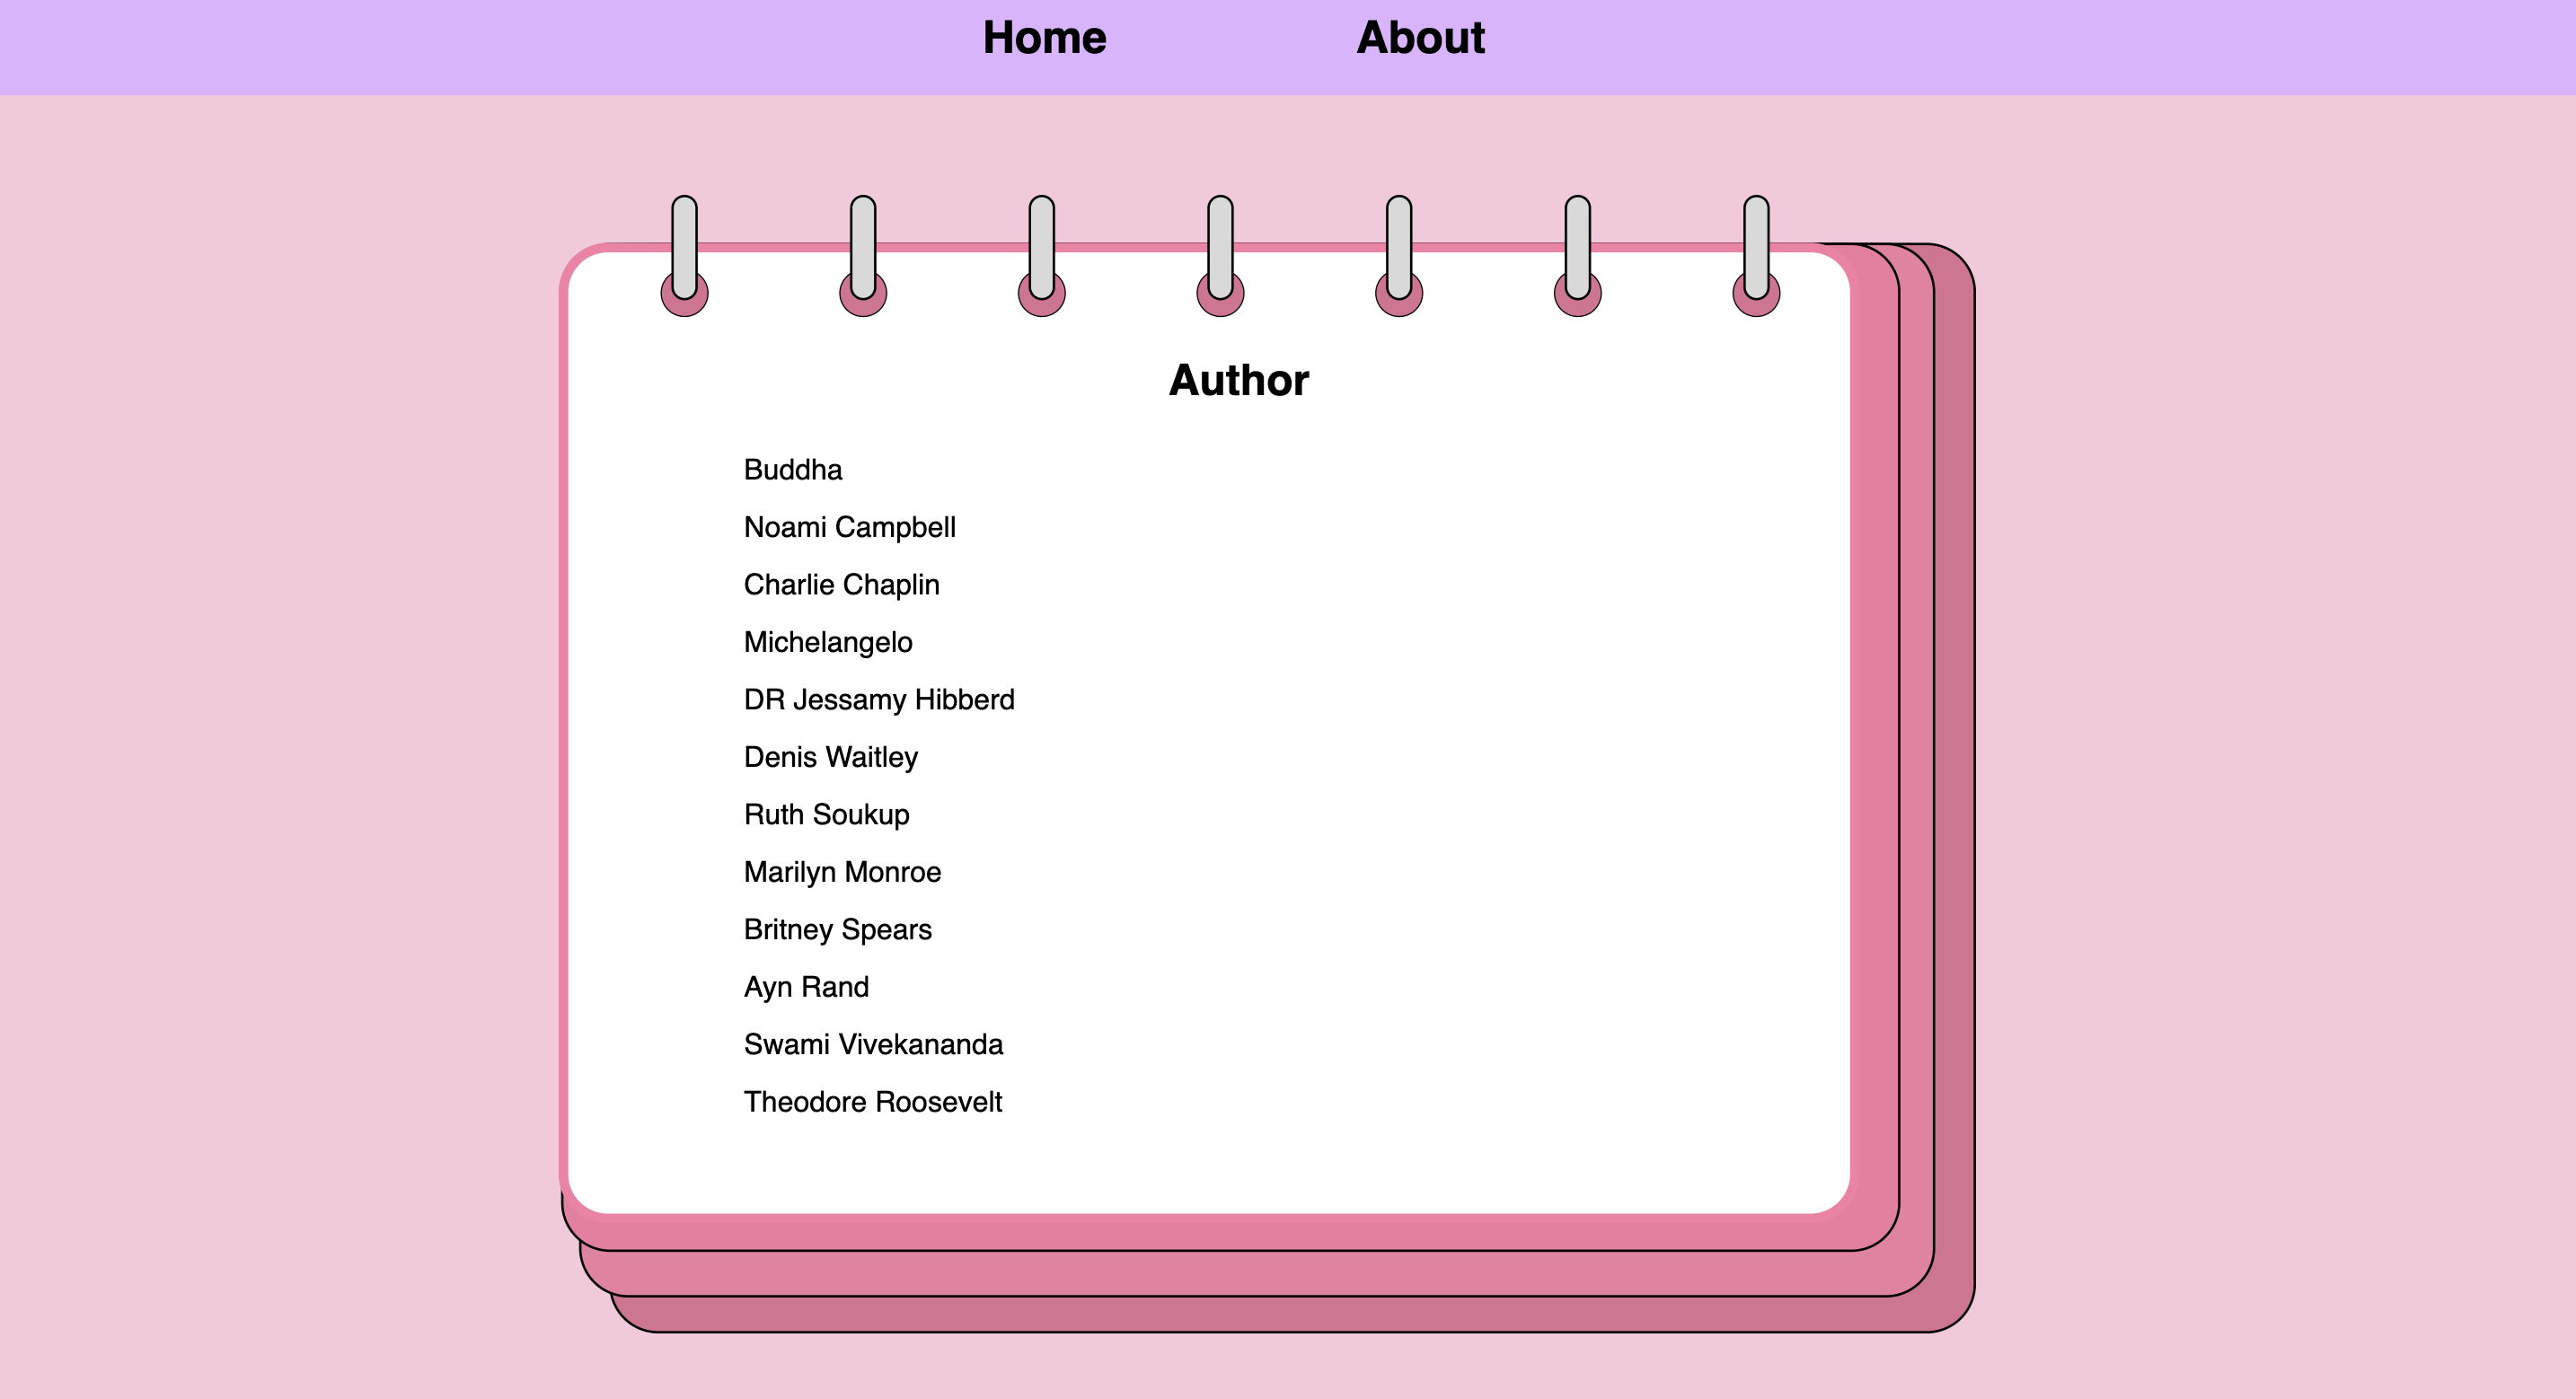 Home About
Author
Buddha
Noami Campbell
Charlie Chaplin
Michelangelo
DR Jessamy Hibberd
Denis Waitley
Ruth Soukup
Marilyn Monroe
Britney Spears
Ayn Rand
Swami Vivekananda
Theodore Roosevelt